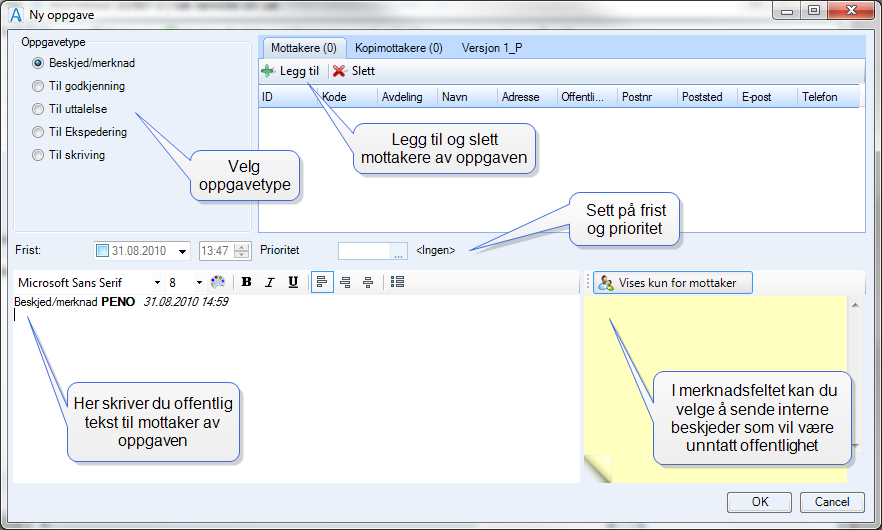 Ny oppgave
Oppgavetype
Beskjed/merknad
Til godkjenning
Til uttalelse
Til Ekspedering
Til skriving
Velg
oppgavetype
Mottakere (0) Kopimottakere (0) Versjon 1_P
Legg til Slett
ID Kode Avdeling Navn Adresse Offentli... Postnr Poststed E-post Telefon
Legg til og slett
mottakere av oppgaven
Sett på frist
og prioritet
Frist: 31.08.2010 13:47 Prioritet ... <Ingen>
Microsoft Sans Serif 8 B I U
Vises kun for mottaker
Beskjed/merknad PENO 31.08.2010 14:59
Her skriver du offentlig
tekst til mottaker av
oppgaven
I merknadsfeltet kan du
velge å sende interne
beskjeder som vil være
unntatt offentlighet
OK Cancel